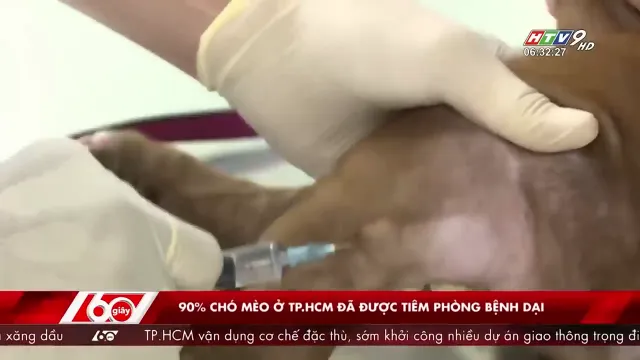 HTV9 HD
06:32:27
60 giây
90% CHÓ MÈO Ở TP.HCM ĐÃ ĐƯỢC TIÊM PHÒNG BỆNH DẠI
xăng dầu TP.HCM vận dụng cơ chế đặc thù, sớm khởi công nhiều dự án giao thông trọng đi